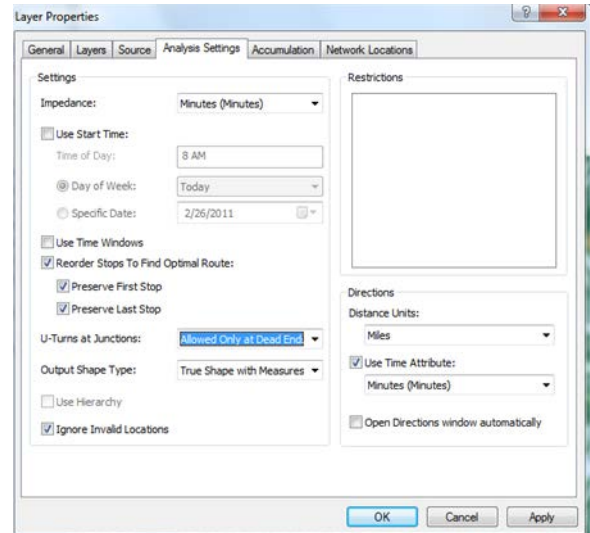 Layer Properties
General Layers Source Analysis Settings Accumulation Network Locations
Settings
Impedance: Minutes (Minutes)
Use Start Time:
Time of Day: 8 AM
Day of Week: Today
Specific Date: 2/26/2011
Use Time Windows
Reorder Stops To Find Optimal Route:
Preserve First Stop
Preserve Last Stop
U-Turns at Junctions: Allowed Only at Dead End.
Output Shape Type: True Shape with Measures
Use Hierarchy
Ignore Invalid Locations
Restrictions
Directions
Distance Units:
Miles
Use Time Attribute:
Minutes (Minutes)
Open Directions window automatically
OK Cancel Apply